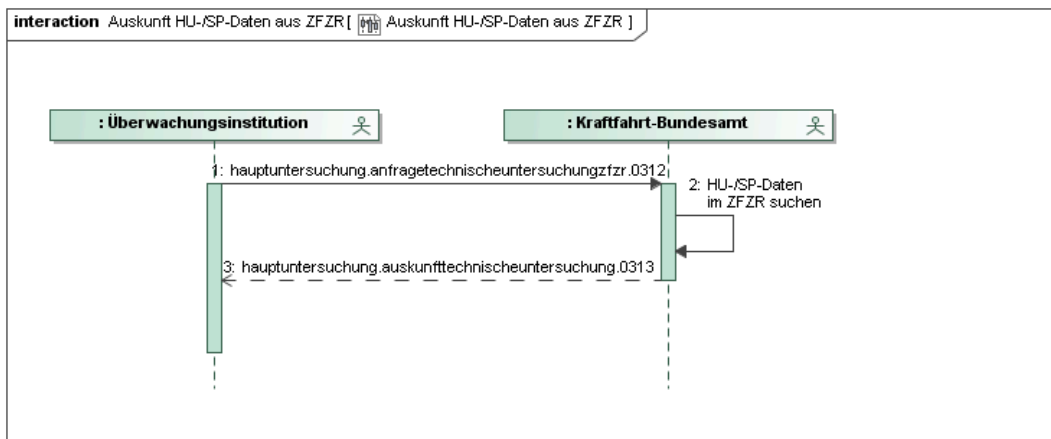 interaction Auskunft HU-/SP-Daten aus ZFZR[ Auskunft HU-/SP-Daten aus ZFZR ]
: Überwachungsinstitution
: Kraftfahrt-Bundesamt
1: hauptuntersuchung.anfragetechnischeuntersuchungzfzr.0312
2: HU-/SP-Daten
im ZFZR suchen
3: hauptuntersuchung.auskunfttechnischeuntersuchung.0313